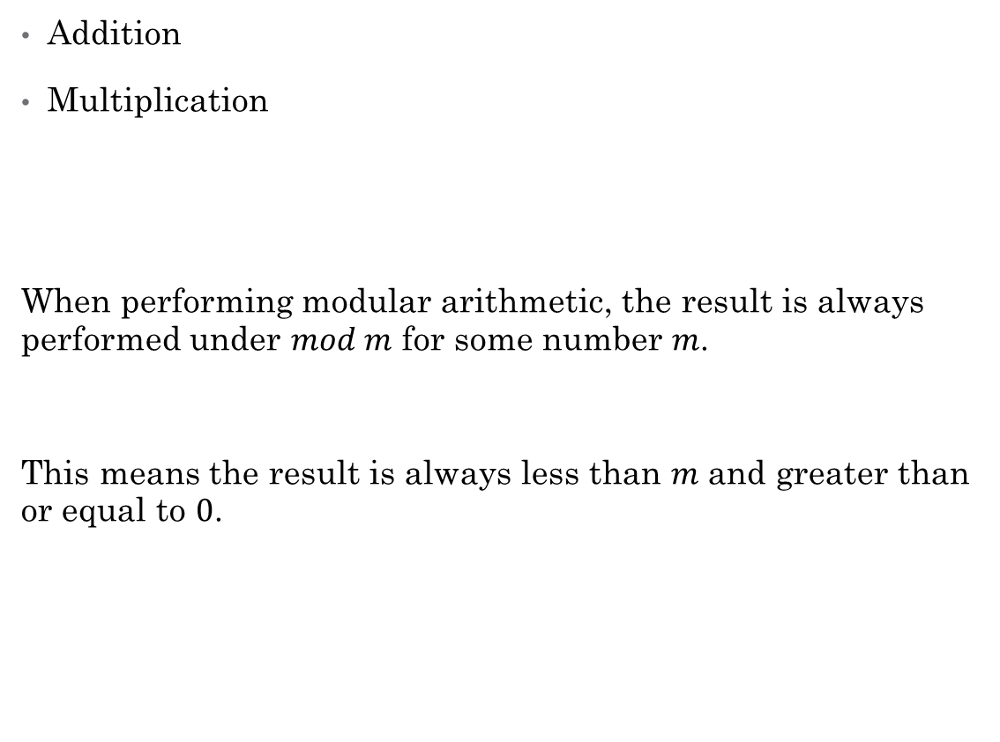 • Addition
• Multiplication
When performing modular arithmetic, the result is always
performed under mod m for some number m.
This means the result is always less than m and greater than
or equal to 0.